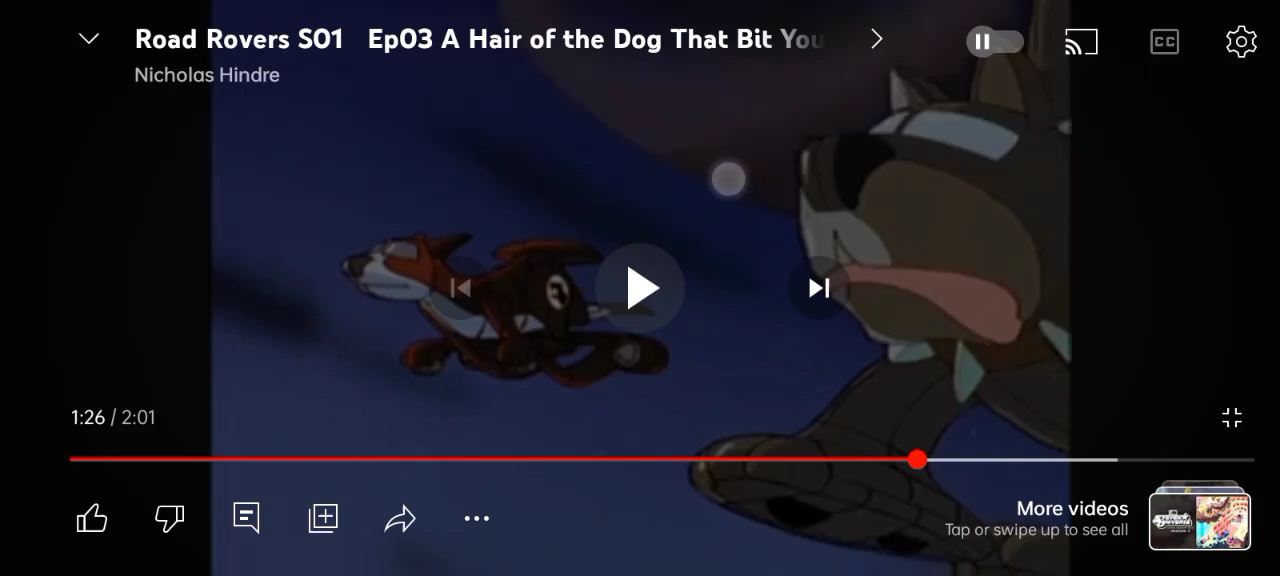 Road Rovers S01 Ep03 A Hair of the Dog That Bit You
Nicholas Hindre
CC
1:26 / 2:01
More videos
Tap or swipe up to see all